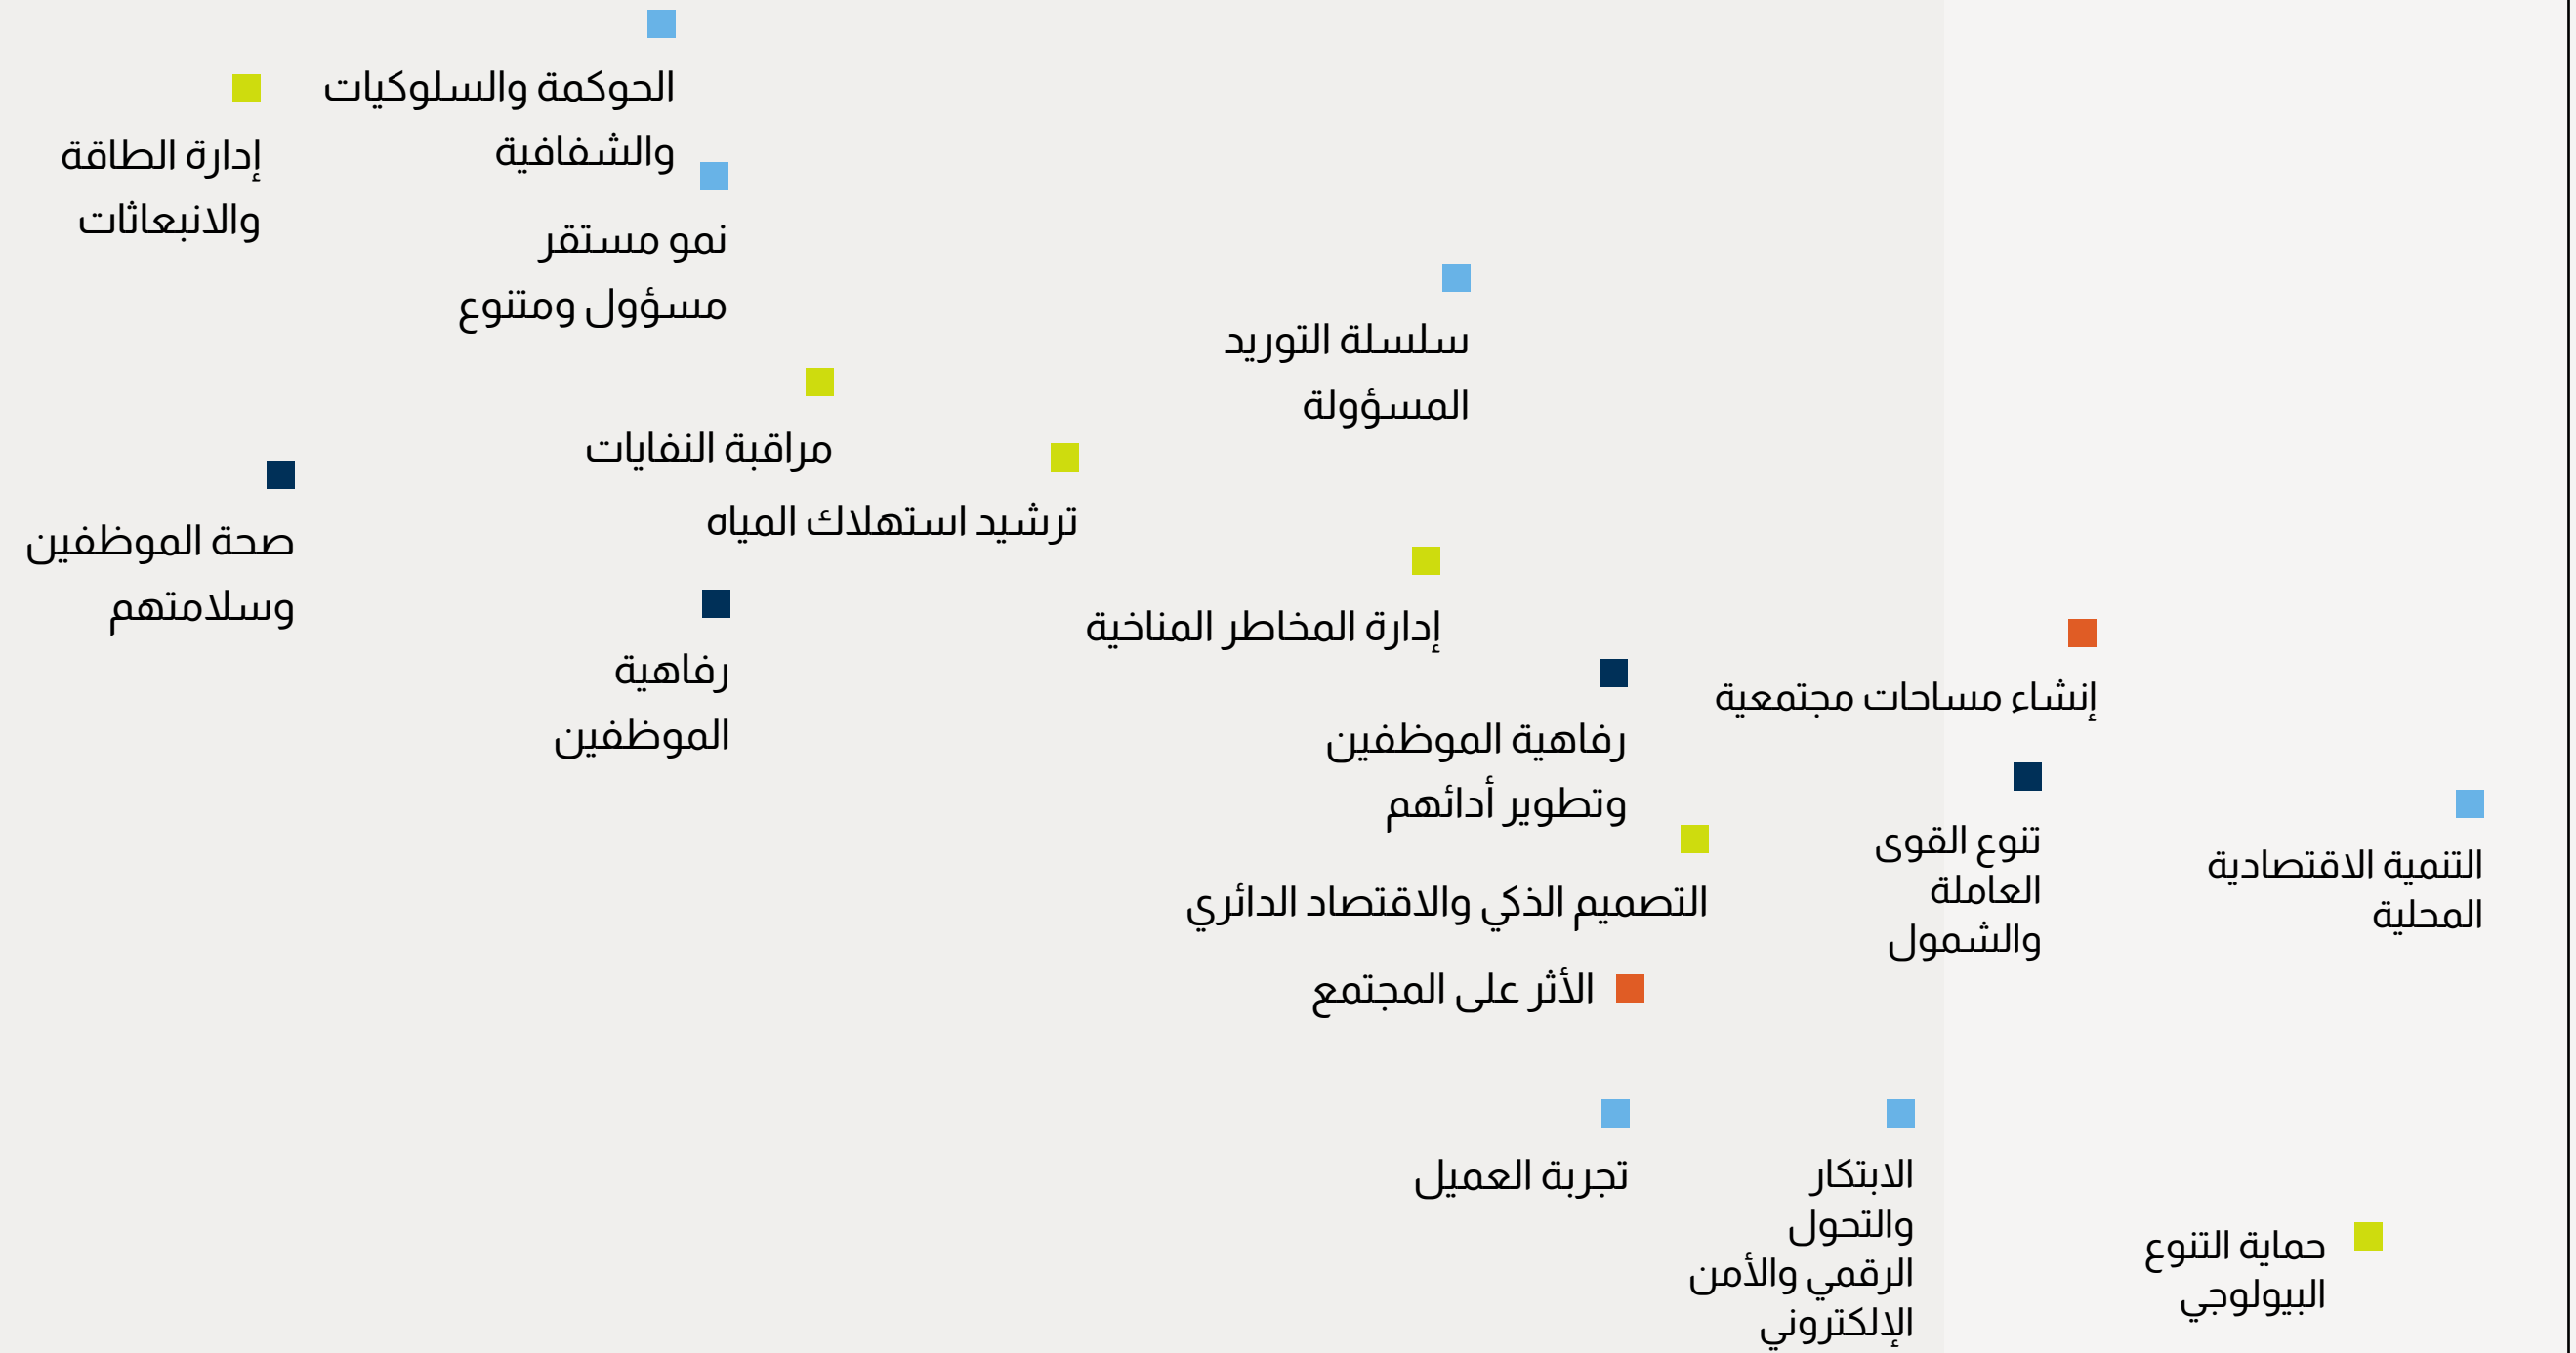 الحوكمة والسلوكيات
والشفافية
إدارة الطاقة
والانبعاثات
نمو مستقر
مسؤول ومتنوع
سلسلة التوريد
المسؤولة
مراقبة النفايات
ترشيد استهلاك المياه
صحة الموظفين
وسلامتهم
إدارة المخاطر المناخية
رفاهية
الموظفين
إنشاء مساحات مجتمعية
رفاهية الموظفين
وتطوير أدائهم
تنوع القوى
العاملة
والشمول
التنمية الاقتصادية
المحلية
التصميم الذكي والاقتصاد الدائري
الأثر على المجتمع
تجربة العميل
الابتكار
والتحول
الرقمي والأمن
الإلكتروني
حماية التنوع
البيولوجي